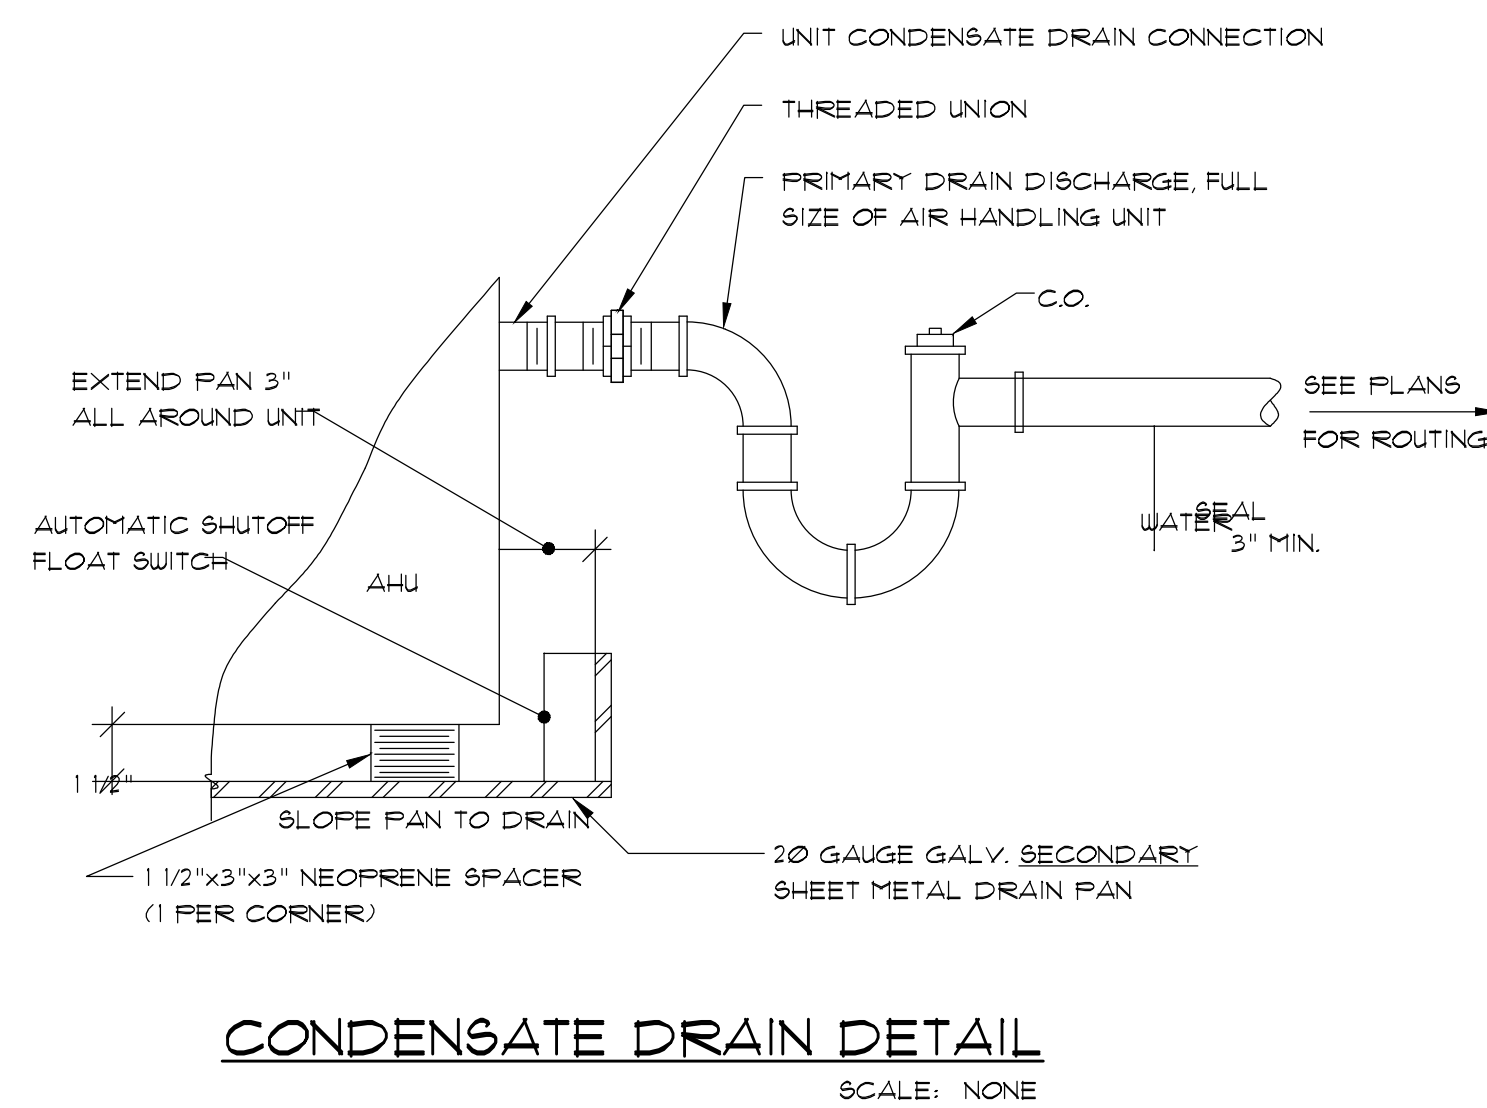 UNIT CONDENSATE DRAIN CONNECTION
THREADED UNION
PRIMARY DRAIN DISCHARGE, FULL
SIZE OF AIR HANDLING UNIT
C.O.
EXTEND PAN 3"
ALL AROUND UNIT
SEE PLANS
FOR ROUTING
AUTOMATIC SHUTOFF
FLOAT SWITCH
WATER
SEAL
3" MIN.
AHU
1 1/2"
SLOPE PAN TO DRAIN
20 GAUGE GALV. SECONDARY
SHEET METAL DRAIN PAN
1 1/2"x3"x3" NEOPRENE SPACER
(1 PER CORNER)
CONDENSATE DRAIN DETAIL
SCALE: NONE